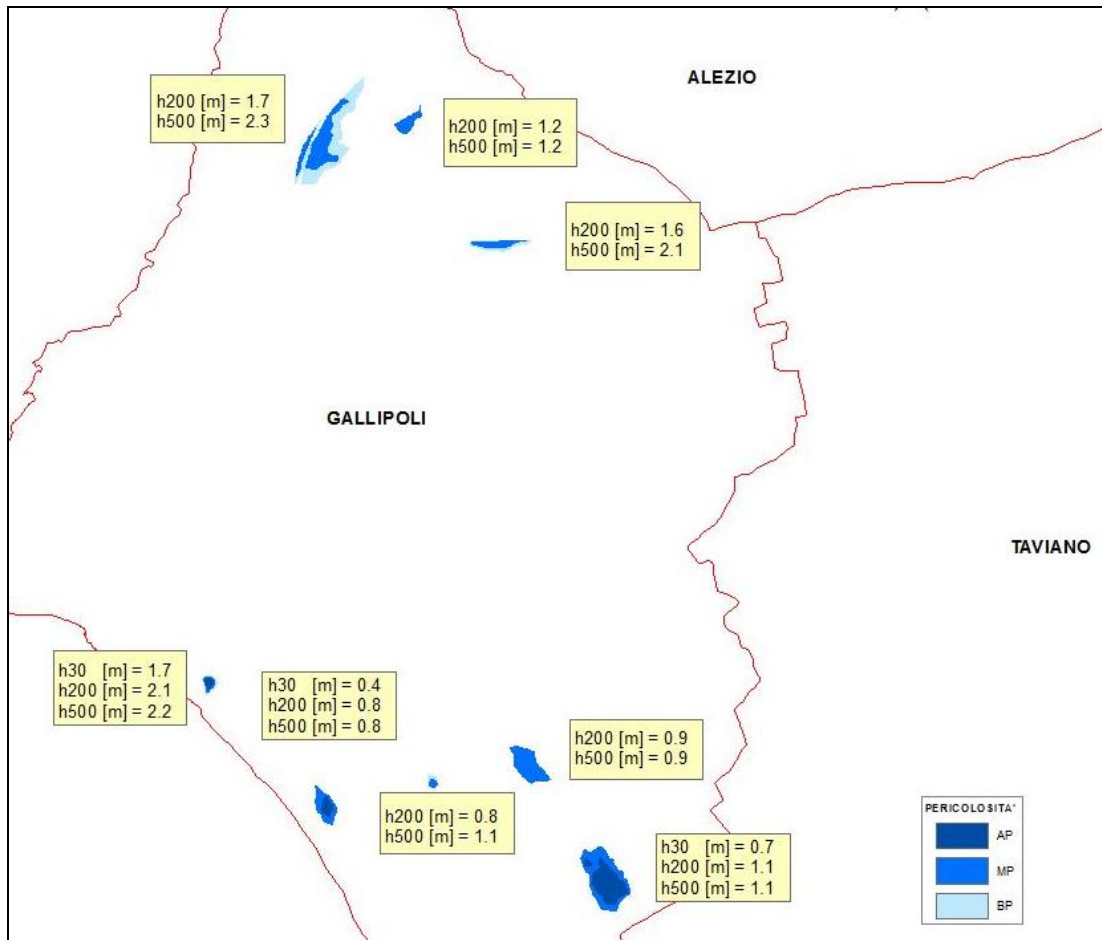 ALEZIO
h200 [m] = 1.7
h500 [m] = 2.3
h200 [m] = 1.2
h500 [m] = 1.2
h200 [m] = 1.6
h500 [m] = 2.1
GALLIPOLI
TAVIANO
h30 [m] = 1.7
h200 [m] = 2.1
h500 [m] = 2.2
h30 [m] = 0.4
h200 [m] = 0.8
h500 [m] = 0.8
h200 [m] = 0.9
h500 [m] = 0.9
h200 [m] = 0.8
h500 [m] = 1.1
h30 [m] = 0.7
h200 [m] = 1.1
h500 [m] = 1.1
PERICOLOSITA'
AP
MP
BP